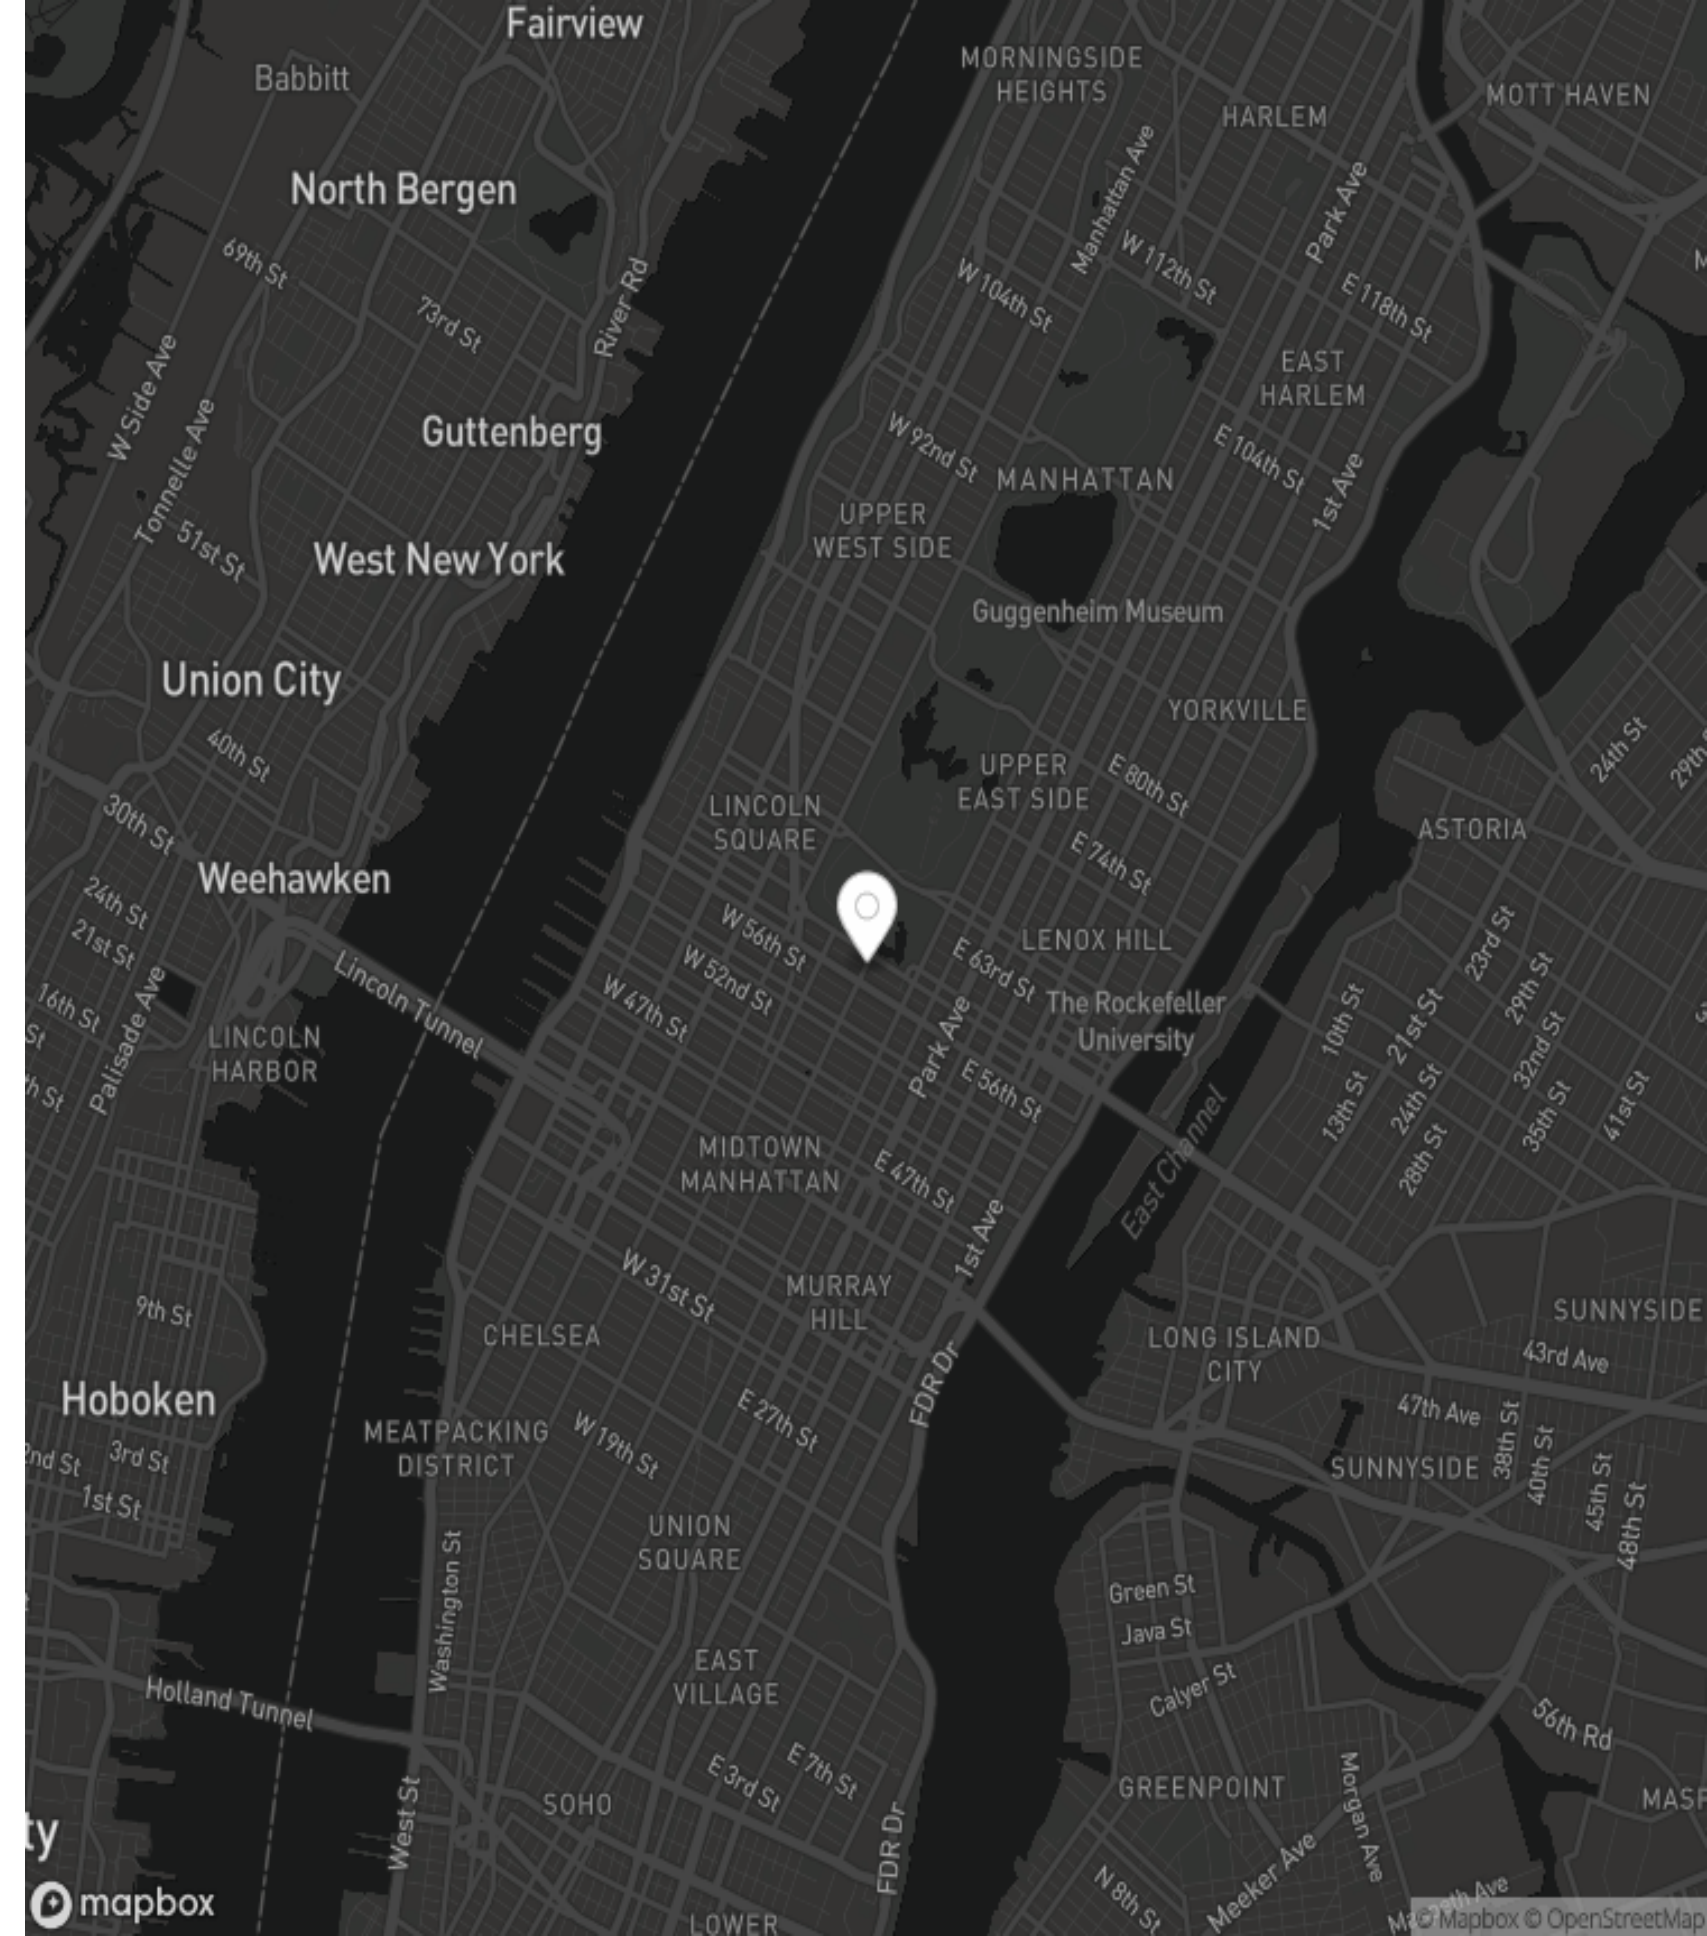 Fairview
Babbitt
MORNINGSIDE
HEIGHTS
HARLEM
MOTT HAVEN
North Bergen
Manhattan Ave
Park Ave
69th St
73rd St
River Rd
W 104th St
W 112th St
E 118th St
W Side Ave
Tonnelle Ave
EAST
HARLEM
Guttenberg
W 92nd St
E 104th St
1st Ave
MANHATTAN
51st St
UPPER
WEST SIDE
West New York
Guggenheim Museum
Union City
YORKVILLE
40th St
UPPER
EAST SIDE
E 80th St
24th St
29th
30th St
LINCOLN
SQUARE
E 74th St
ASTORIA
Weehawken
24th St
21st St
16th St
St
th St
Palisade Ave
Lincoln Tunnel
W 56th St
W 52nd St
W 47th St
E 63rd St
LENOX HILL
The Rockefeller
University
Park Ave
E 56th St
23rd St
29th St
10th St
21st St
32nd St
13th St
24th St
35th St
41st St
28th St
LINCOLN
HARBOR
East Channel
MIDTOWN
MANHATTAN
E 47th St
1st Ave
W 31st St
MURRAY
HILL
9th St
CHELSEA
LONG ISLAND
CITY
SUNNYSIDE
43rd Ave
Hoboken
FDR Dr
E 27th St
47th Ave
38th St
40th St
MEATPACKING
DISTRICT
W 19th St
SUNNYSIDE
45th St
48th St
2nd St
3rd St
1st St
UNION
SQUARE
Washington St
Green St
Java St
Calyer St
EAST
VILLAGE
Holland Tunnel
56th Rd
E 7th St
E 3rd St
SOHO
West St
FDR Dr
GREENPOINT
Morgan Ave
MASP
ty
Meeker Ave
N 8th St
mapbox
LOWER
© Mapbox © OpenStreetMap